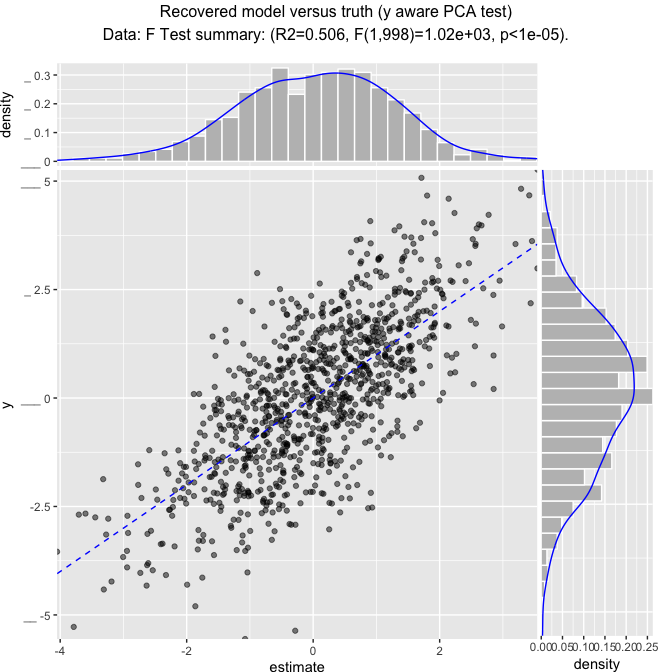 Recovered model versus truth (y aware PCA test)
Data: F Test summary: (R2=0.506, F(1,998)=1.02e+03, p<1e-05).
density
0.3
0.2
0.1
0
y
5
2.5
0
-2.5
-5
-4 -2 0 2
estimate
0.00 0.05 0.10 0.15 0.20 0.25
density